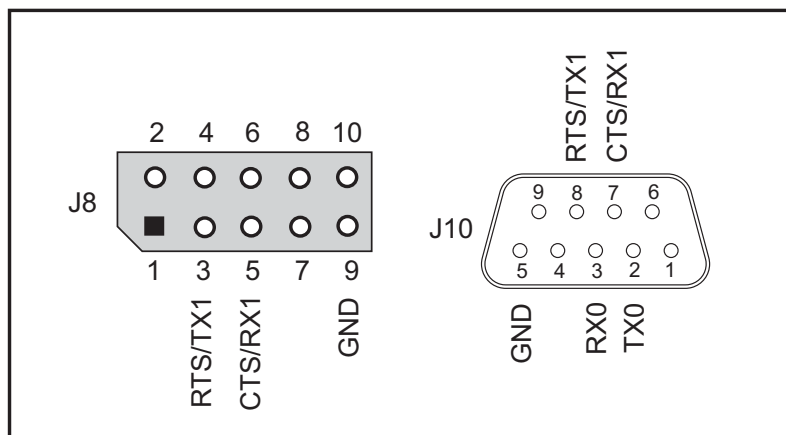 2 4 6 8 10
J8
1 3 5 7 9
RTS/TX1
CTS/RX1
GND
RTS/TX1
CTS/RX1
9 8 7 6
J10
5 4 3 2 1
GND
RX0
TX0